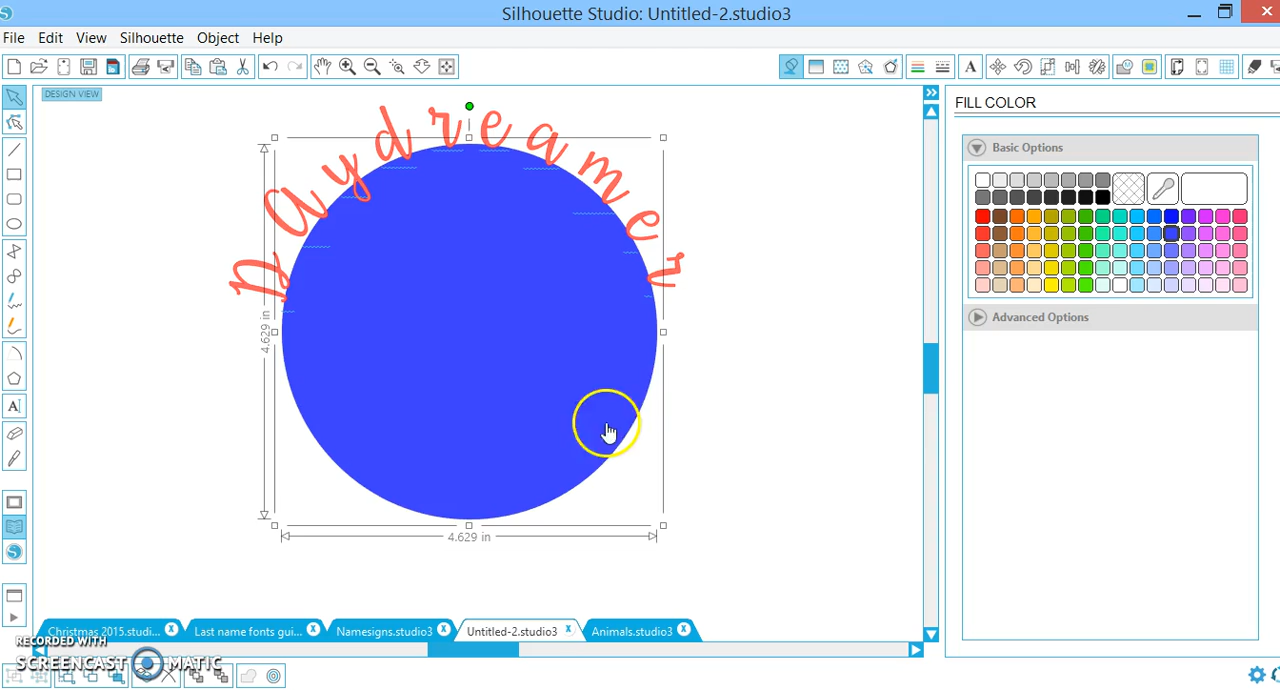 Silhouette Studio: Untitled-2.studio3
File Edit View Silhouette Object Help
DESIGN VIEW
FILL COLOR
Basic Options
Advanced Options
Daydreamer
4.629 in
4.629 in
Christmas 2015.studi...
Last name fonts gui...
Namesigns.studio3
Untitled-2.studio3
Animals.studio3
RECORDED WITH
SCREENCAST MATIC